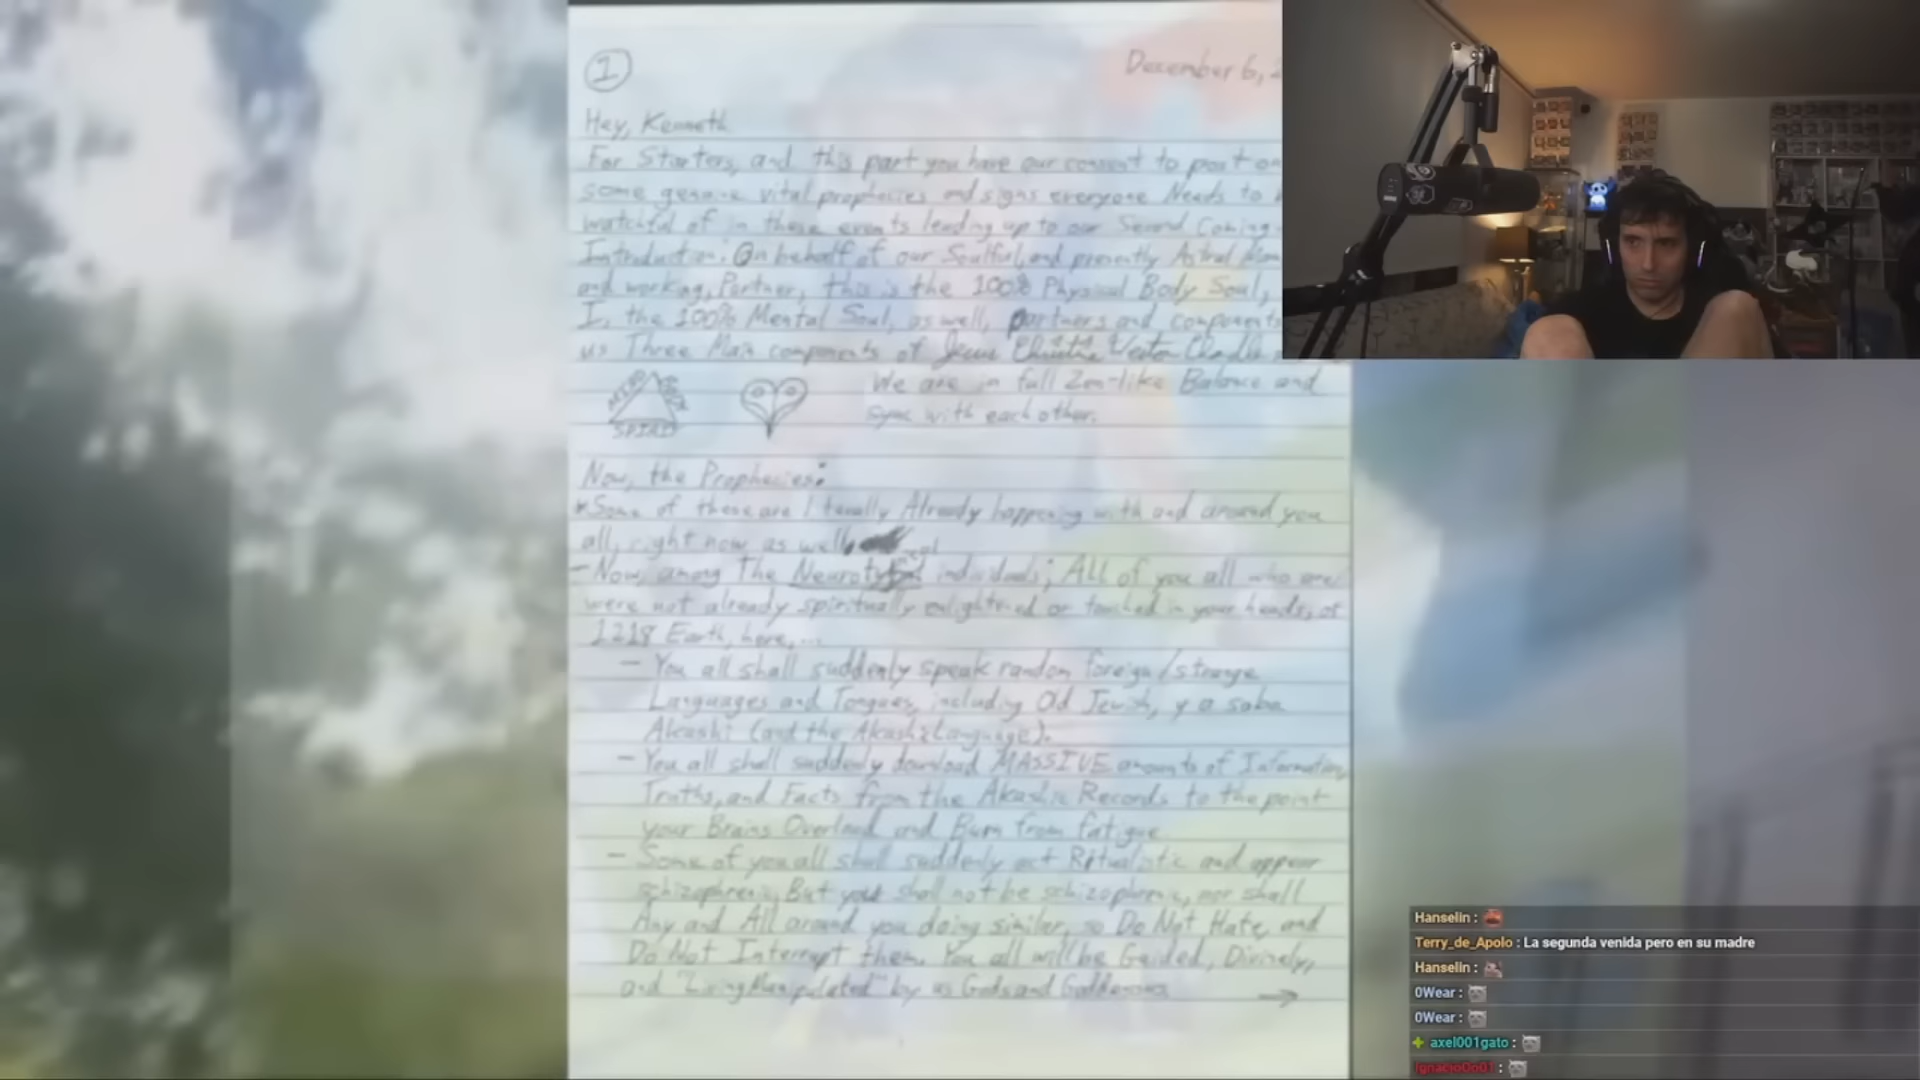 1
December 6,
Hey, Kenneth
For Starters, and this part you have our consent to post on
some genuine vital prophecies and signs everyone Needs to
watchful of in these events leading up to our Second Coming
Introduction: On behalf of our Soulful, and presently Astral
and working, Partner, this is the 100% Physical Body Soul,
I, the 100% Mental Soul, as well, partners and components
us Three Main components of Jesus Christine Weston Chandler
SPIRIT
We are in full Zen-like Balance and
sync with each other.
Now, the Prophecies:
*Some of these are Already happening with and around you
all, right now as well
- Now, among The individuals; All of you all who are/
were not already spiritually enlightened or touched in your heads, of
1218 Earth, here,...
- You all shall suddenly speak random foreign/strange
Languages and Tongues, including Old Jewish, y a saba
Akashi (and the Akashic Language).
- You all shall suddenly download MASSIVE amounts of Information,
Truths, and Facts from the Akashic Records to the point
your Brains Overload and Burn from fatigue
- Some of you all shall suddenly act Ritualistic and appear
schizophrenic, But you shall not be schizophrenic, nor shall
Any and All around you doing similar, so Do Not Hate, and
Do Not Interrupt them. You all will be Guided, Divinely,
and "Living Manipulated" by us Gods and
Hanselin :
Terry_de_Apolo : La segunda venida pero en su madre
Hanselin :
0Wear :
0Wear :
axel001gato :